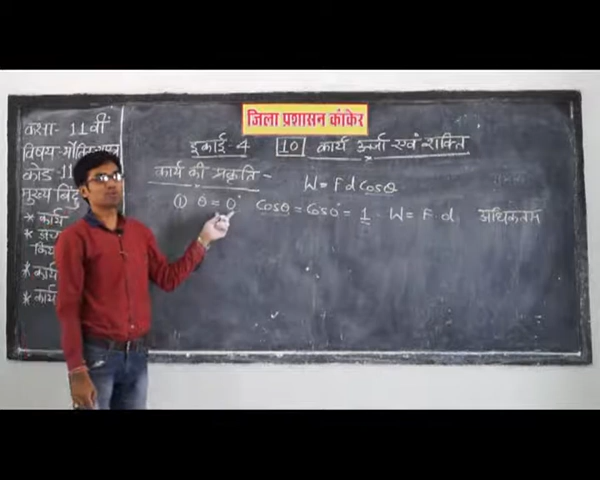 जिला प्रशासन कांकेर
कक्षा- 11वीं
विषय-भौतिकशास्त्र
कोड-11
मुख्य बिंदु
* कार्य
* कार्य
* कार्य
इकाई-4 10 कार्य ऊर्जा एवं शक्ति
कार्य की प्रकृति -
W = F d cosθ
(1) θ = 0° cosθ = cos0° = 1 W = F d. अधिकतम